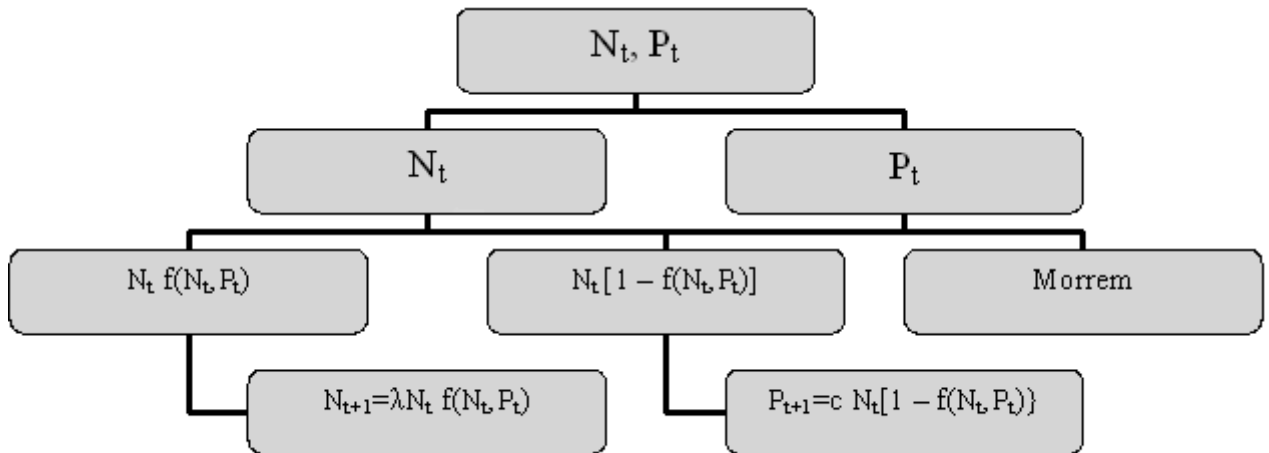 Nt, Pt
Nt
Pt
Nt f(Nt,Pt)
Nt[1 – f(Nt,Pt)]
Morrem
Nt+1=λNt f(Nt,Pt)
Pt+1=c Nt[1 – f(Nt,Pt)}